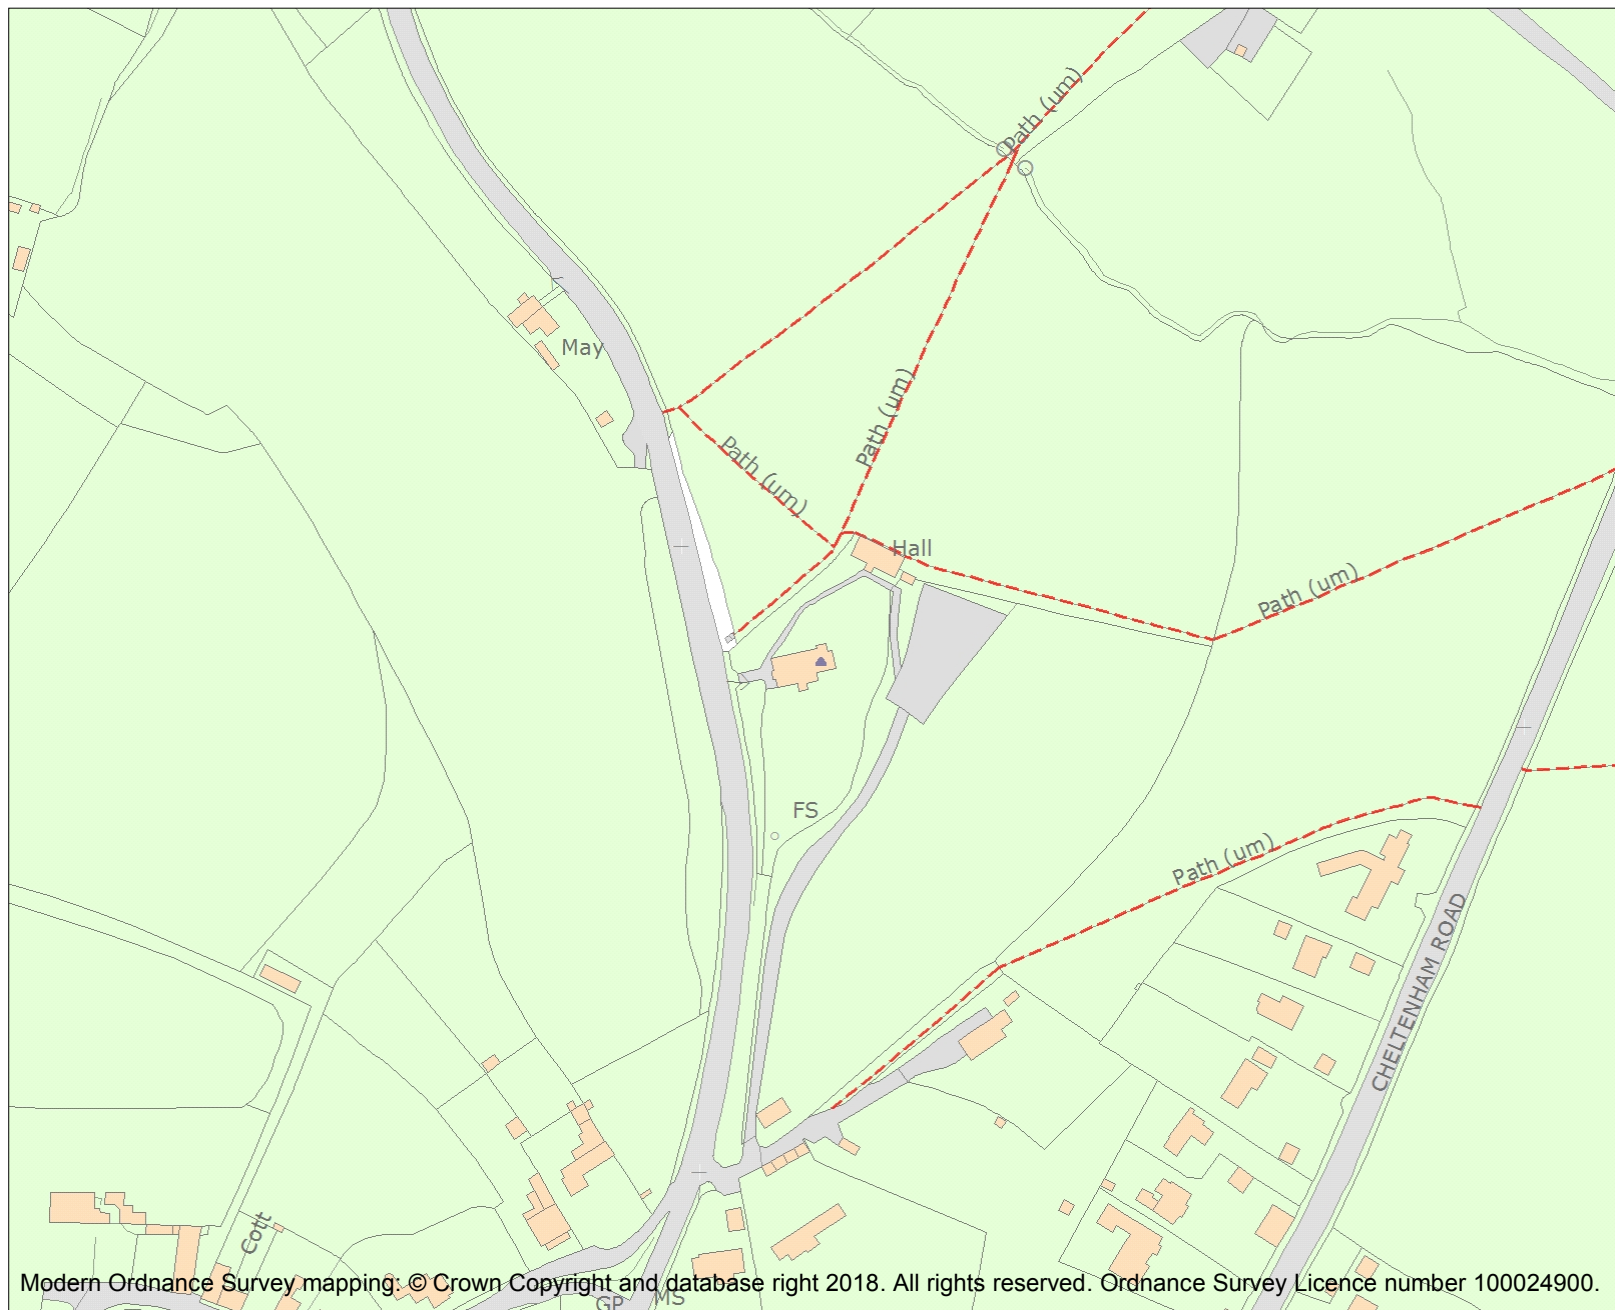 Path (um)
May
Path (um)
Path (um)
Hall
Path (um)
FS
Path (um)
CHELTENHAM ROAD
Cott
Modern Ordnance Survey mapping: © Crown Copyright and database right 2018. All rights reserved. Ordnance Survey Licence number 100024900.
GP
MS